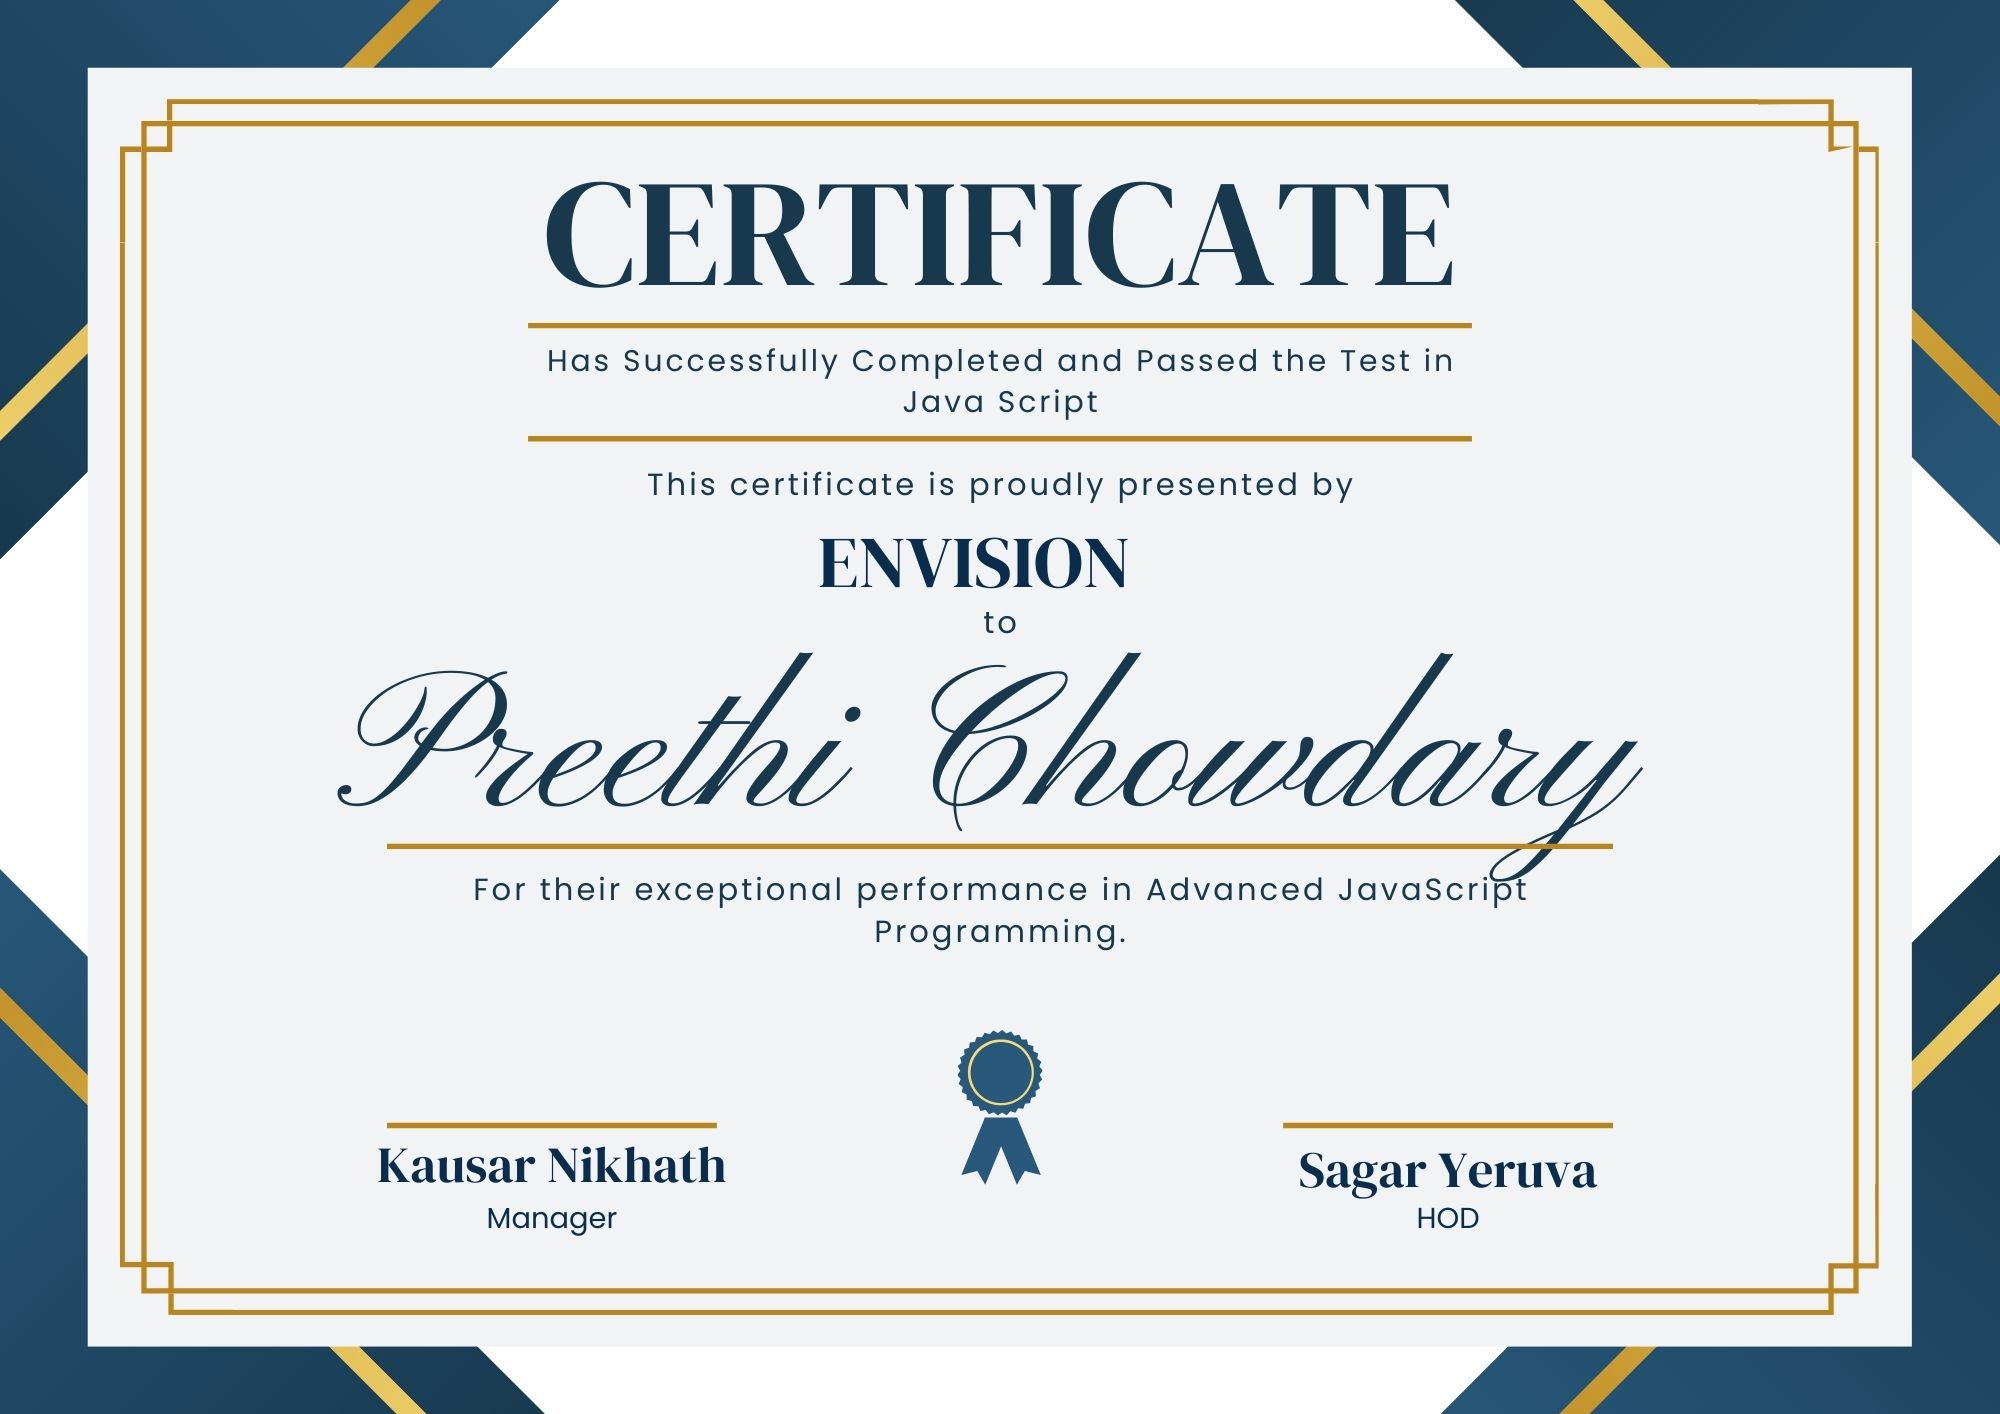 CERTIFICATE
Has Successfully Completed and Passed the Test in
Java Script
This certificate is proudly presented by
ENVISION
to
Preethi Chowdary
For their exceptional performance in Advanced JavaScript
Programming.
Kausar Nikhath
Manager
Sagar Yeruva
HOD